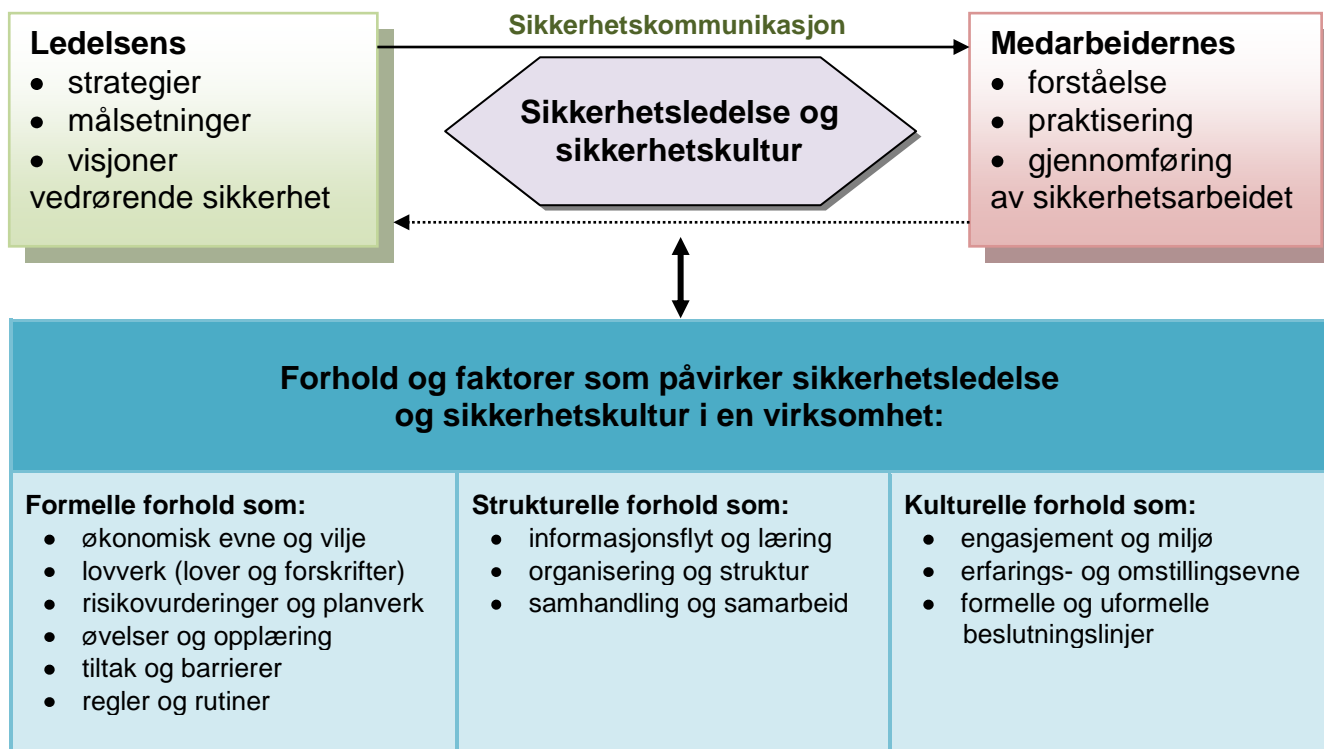 Sikkerhetskommunikasjon
Ledelsens
• strategier
• målsetninger
• visjoner
vedrørende sikkerhet
Sikkerhetsledelse og
sikkerhetskultur
Medarbeidernes
• forståelse
• praktisering
• gjennomføring
av sikkerhetsarbeidet
Forhold og faktorer som påvirker sikkerhetsledelse
og sikkerhetskultur i en virksomhet:
Formelle forhold som:
• økonomisk evne og vilje
• lovverk (lover og forskrifter)
• risikovurderinger og planverk
• øvelser og opplæring
• tiltak og barrierer
• regler og rutiner
Strukturelle forhold som:
• informasjonsflyt og læring
• organisering og struktur
• samhandling og samarbeid
Kulturelle forhold som:
• engasjement og miljø
• erfarings- og omstillingsevne
• formelle og uformelle
beslutningslinjer